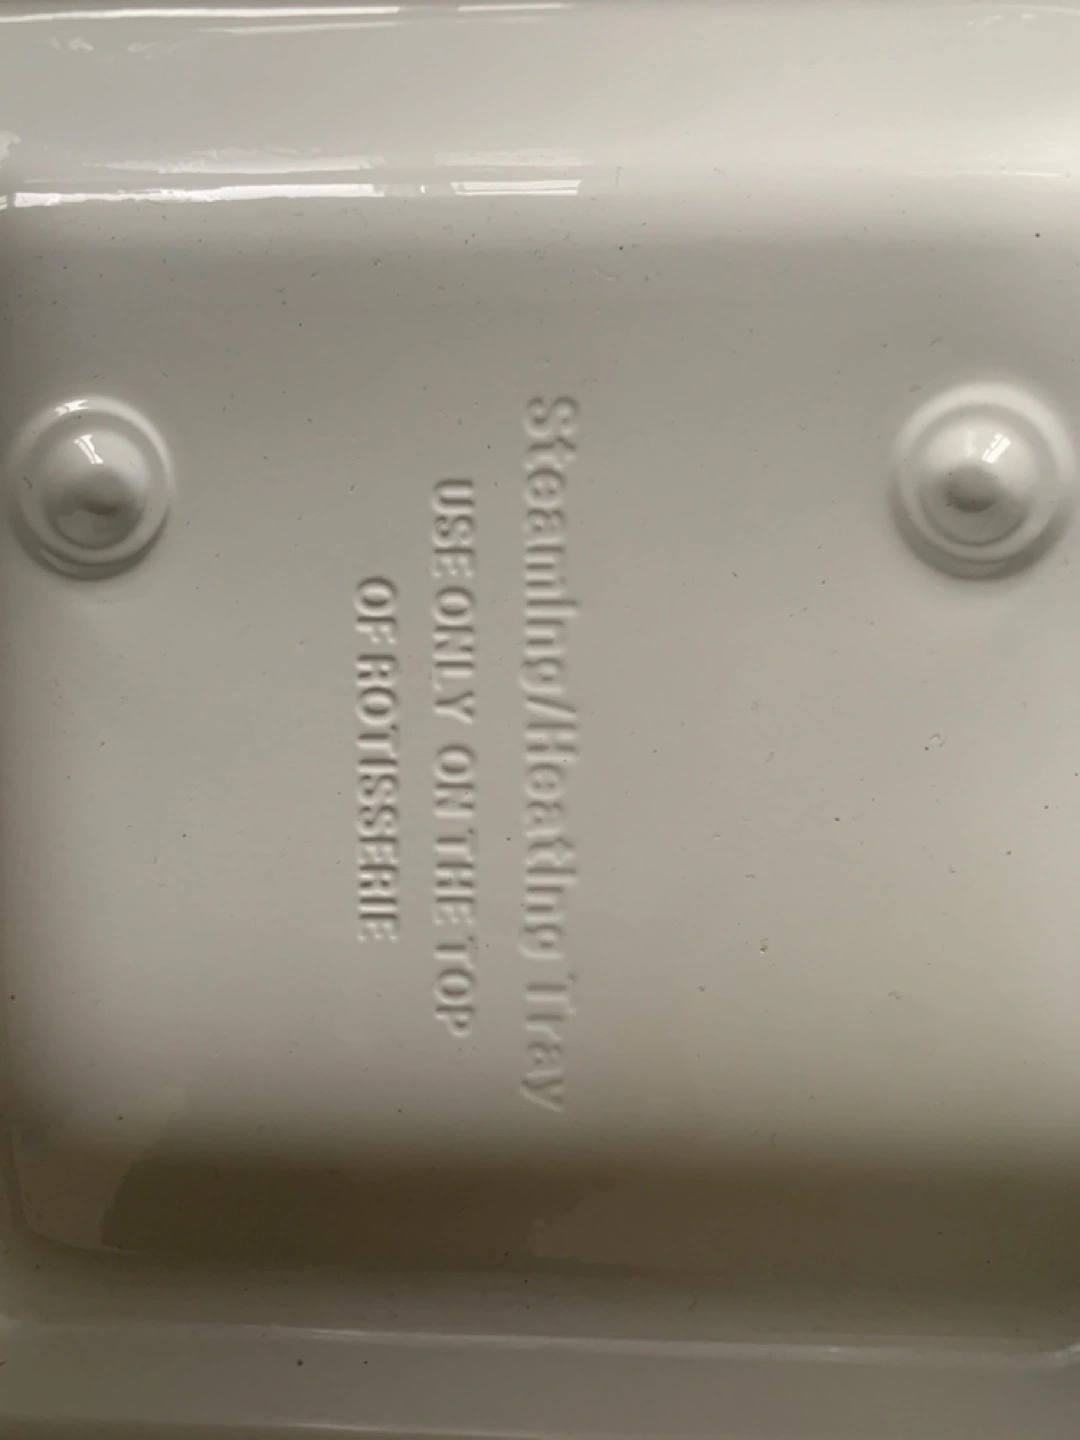 Steaming/Heating Tray
USE ONLY ON THE TOP
OF ROTISSERIE